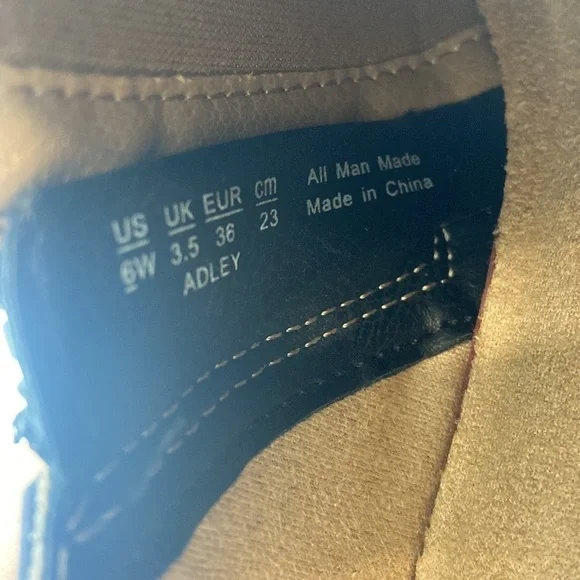 US UK EUR cm
6W 3.5 36 23
ADLEY
All Man Made
Made in China